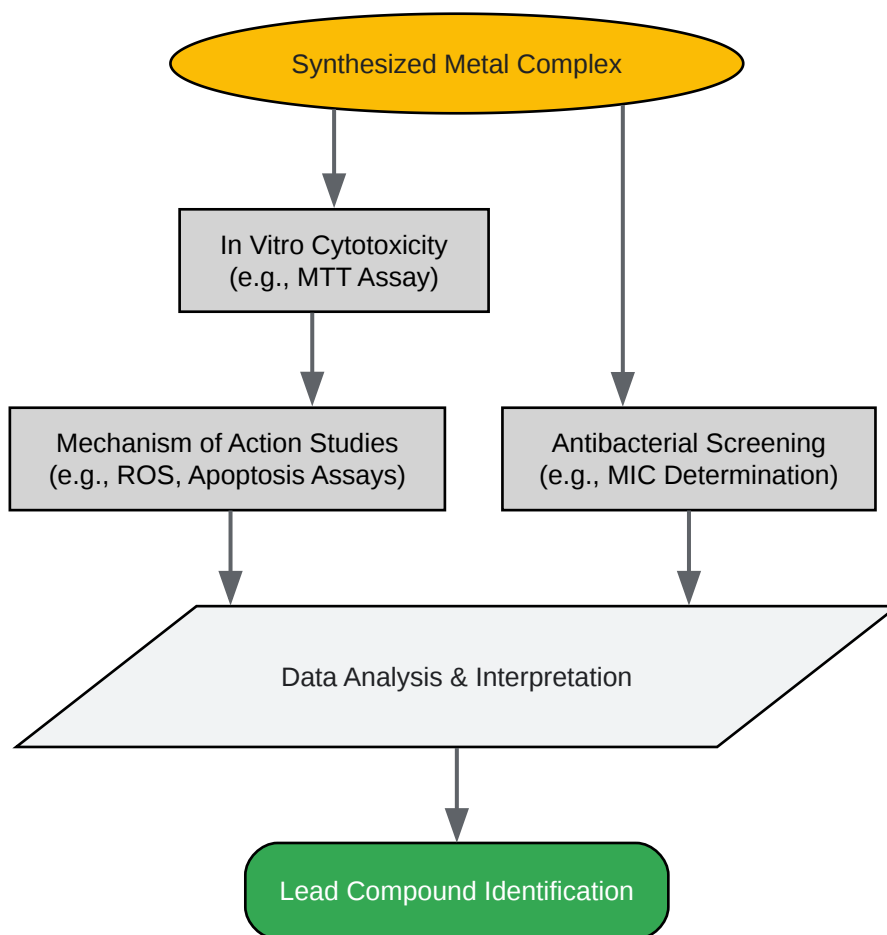 Synthesized Metal Complex
In Vitro Cytotoxicity
(e.g., MTT Assay)
Mechanism of Action Studies
(e.g., ROS, Apoptosis Assays)
Antibacterial Screening
(e.g., MIC Determination)
Data Analysis & Interpretation
Lead Compound Identification